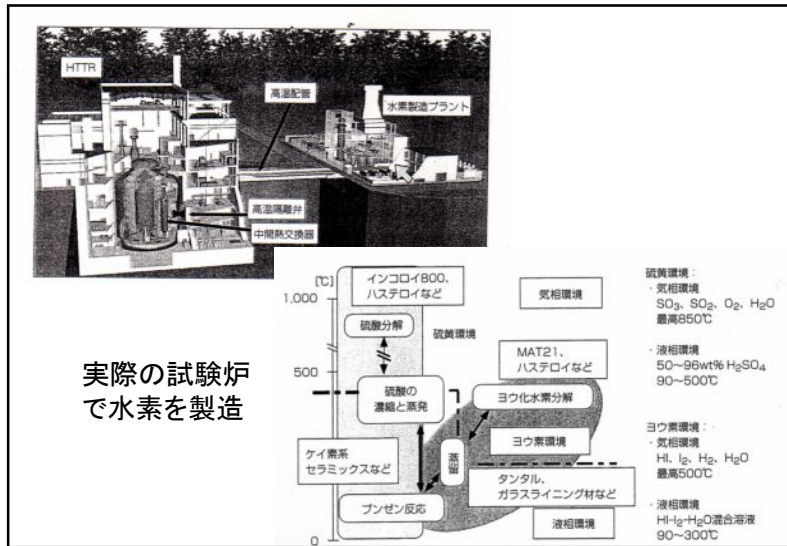 HTTR
高温配管
水素製造プラント
高温隔離弁
中間熱交換器
実際の試験炉
で水素を製造
[℃]
1,000
500
0
インコロイ800、
ハステロイなど
気相環境
硫酸分解
硫黄環境
MAT21、
ハステロイなど
硫酸の
濃縮と蒸発
ヨウ化水素分解
ヨウ素環境
蒸留
ケイ素系
セラミックスなど
タンタル、
ガラスライニング材など
ブンゼン反応
液相環境
硫黄環境：
・気相環境
SO₃、SO₂、O₂、H₂O
最高850℃
・液相環境
50～96wt% H₂SO₄
90～500℃
ヨウ素環境：
・気相環境
HI、I₂、H₂、H₂O
最高500℃
・液相環境
HI-I₂-H₂O混合溶液
90～300℃